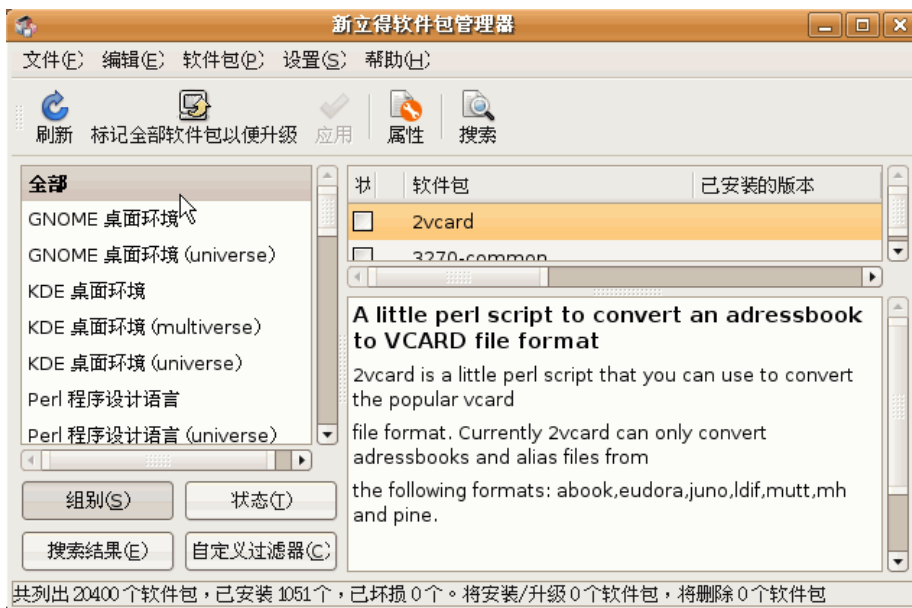 新立得软件包管理器
文件(F) 编辑(E) 软件包(P) 设置(S) 帮助(H)
刷新 标记全部软件包以便升级 应用 属性 搜索
全部
GNOME 桌面环境
GNOME 桌面环境 (universe)
KDE 桌面环境
KDE 桌面环境 (multiverse)
KDE 桌面环境 (universe)
Perl 程序设计语言
Perl 程序设计语言 (universe)
组别(S) 状态(T)
搜索结果(E) 自定义过滤器(C)
状 软件包 已安装的版本
2vcard
3270-common
A little perl script to convert an adressbook
to VCARD file format
2vcard is a little perl script that you can use to convert
the popular vcard
file format. Currently 2vcard can only convert
adressbooks and alias files from
the following formats: abook,eudora,juno,ldif,mutt,mh
and pine.
共列出 20400 个软件包，已安装 1051 个，已坏损 0 个。将安装/升级 0 个软件包，将删除 0 个软件包